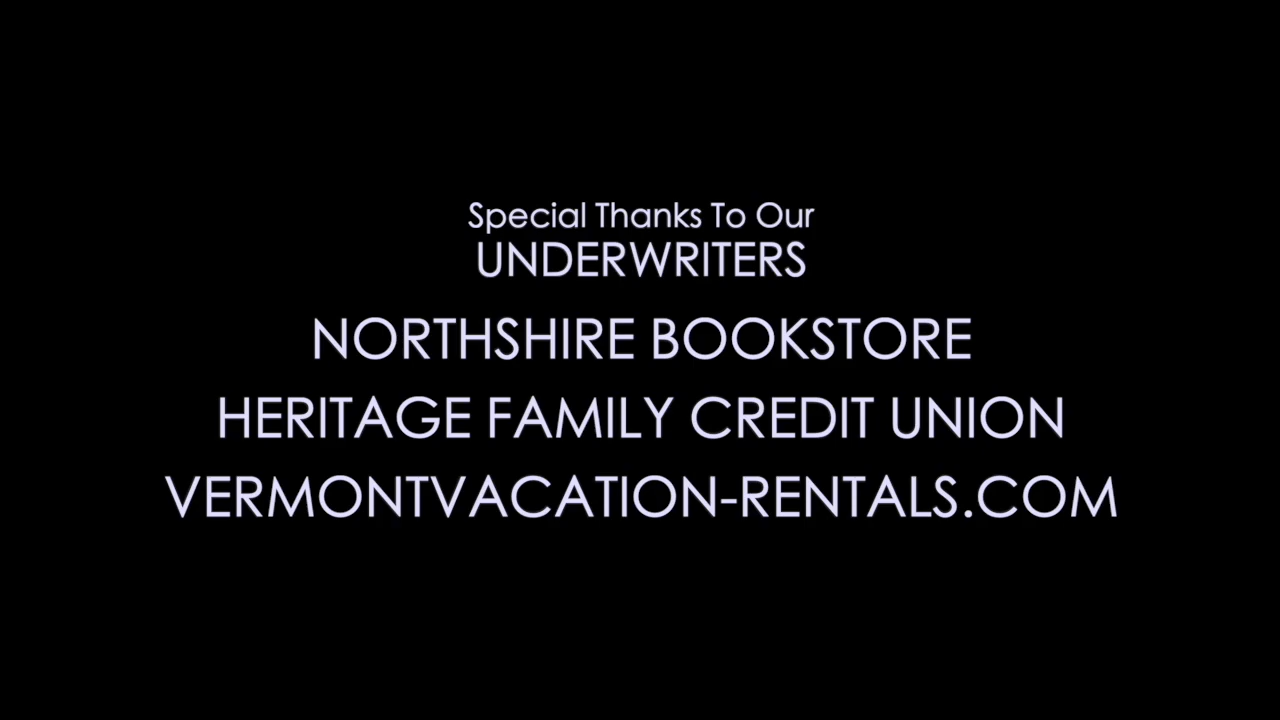 Special Thanks To Our
UNDERWRITERS
NORTHSHIRE BOOKSTORE
HERITAGE FAMILY CREDIT UNION
VERMONTVACATION-RENTALS.COM